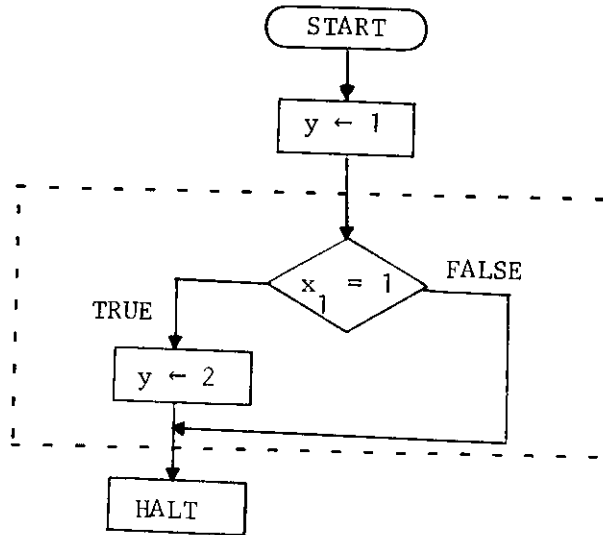 START
y ← 1
x₁ = 1
FALSE
TRUE
y ← 2
HALT